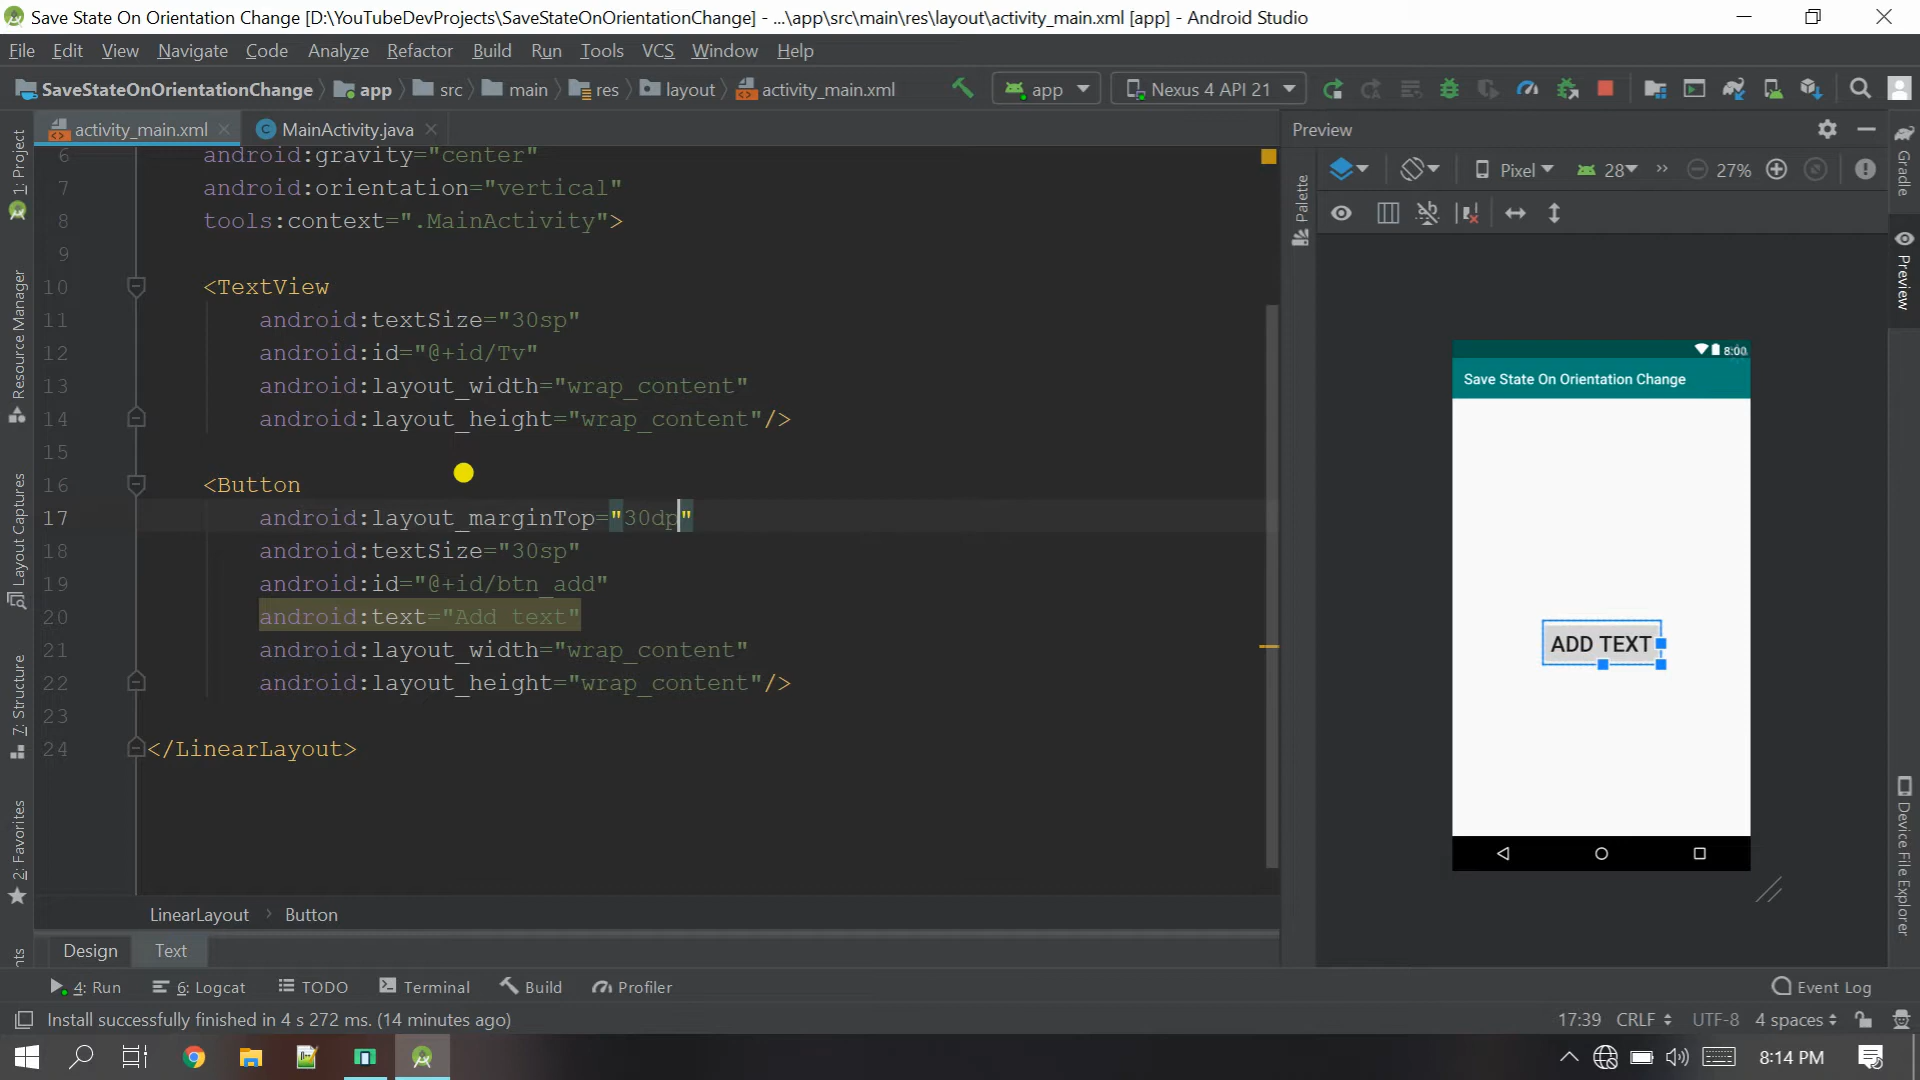 Save State On Orientation Change [D:\YouTubeDevProjects\SaveStateOnOrientationChange] - ...\app\src\main\res\layout\activity_main.xml [app] - Android Studio
File Edit View Navigate Code Analyze Refactor Build Run Tools VCS Window Help
SaveStateOnOrientationChange app src main res layout activity_main.xml app Nexus 4 API 21
activity_main.xml MainActivity.java Preview
6 android:gravity="center"
7 android:orientation="vertical"
8 tools:context=".MainActivity">
9
10 <TextView
11 android:textSize="30sp"
12 android:id="@+id/Tv"
13 android:layout_width="wrap_content"
14 android:layout_height="wrap_content"/>
15
16 <Button
17 android:layout_marginTop="30dp"
18 android:textSize="30sp"
19 android:id="@+id/btn_add"
20 android:text="Add text"
21 android:layout_width="wrap_content"
22 android:layout_height="wrap_content"/>
23
24 </LinearLayout>
LinearLayout Button
Design Text
1: Project
Resource Manager
Layout Captures
7: Structure
2: Favorites
Palette
Pixel 28 » 27%
8:00
Save State On Orientation Change
ADD TEXT
Gradle
Preview
Device File Explorer
4: Run 6: Logcat TODO Terminal Build Profiler Event Log
Install successfully finished in 4 s 272 ms. (14 minutes ago) 17:39 CRLF UTF-8 4 spaces
8:14 PM